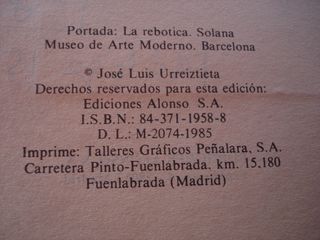 Portada: La rebotica. Solana
Museo de Arte Moderno. Barcelona
© José Luis Urreiztieta
Derechos reservados para esta edición:
Ediciones Alonso S.A.
I.S.B.N.: 84-371-1958-8
D. L.: M-2074-1985
Imprime: Talleres Gráficos Peñalara, S.A.
Carretera Pinto-Fuenlabrada, km. 15,180
Fuenlabrada (Madrid)